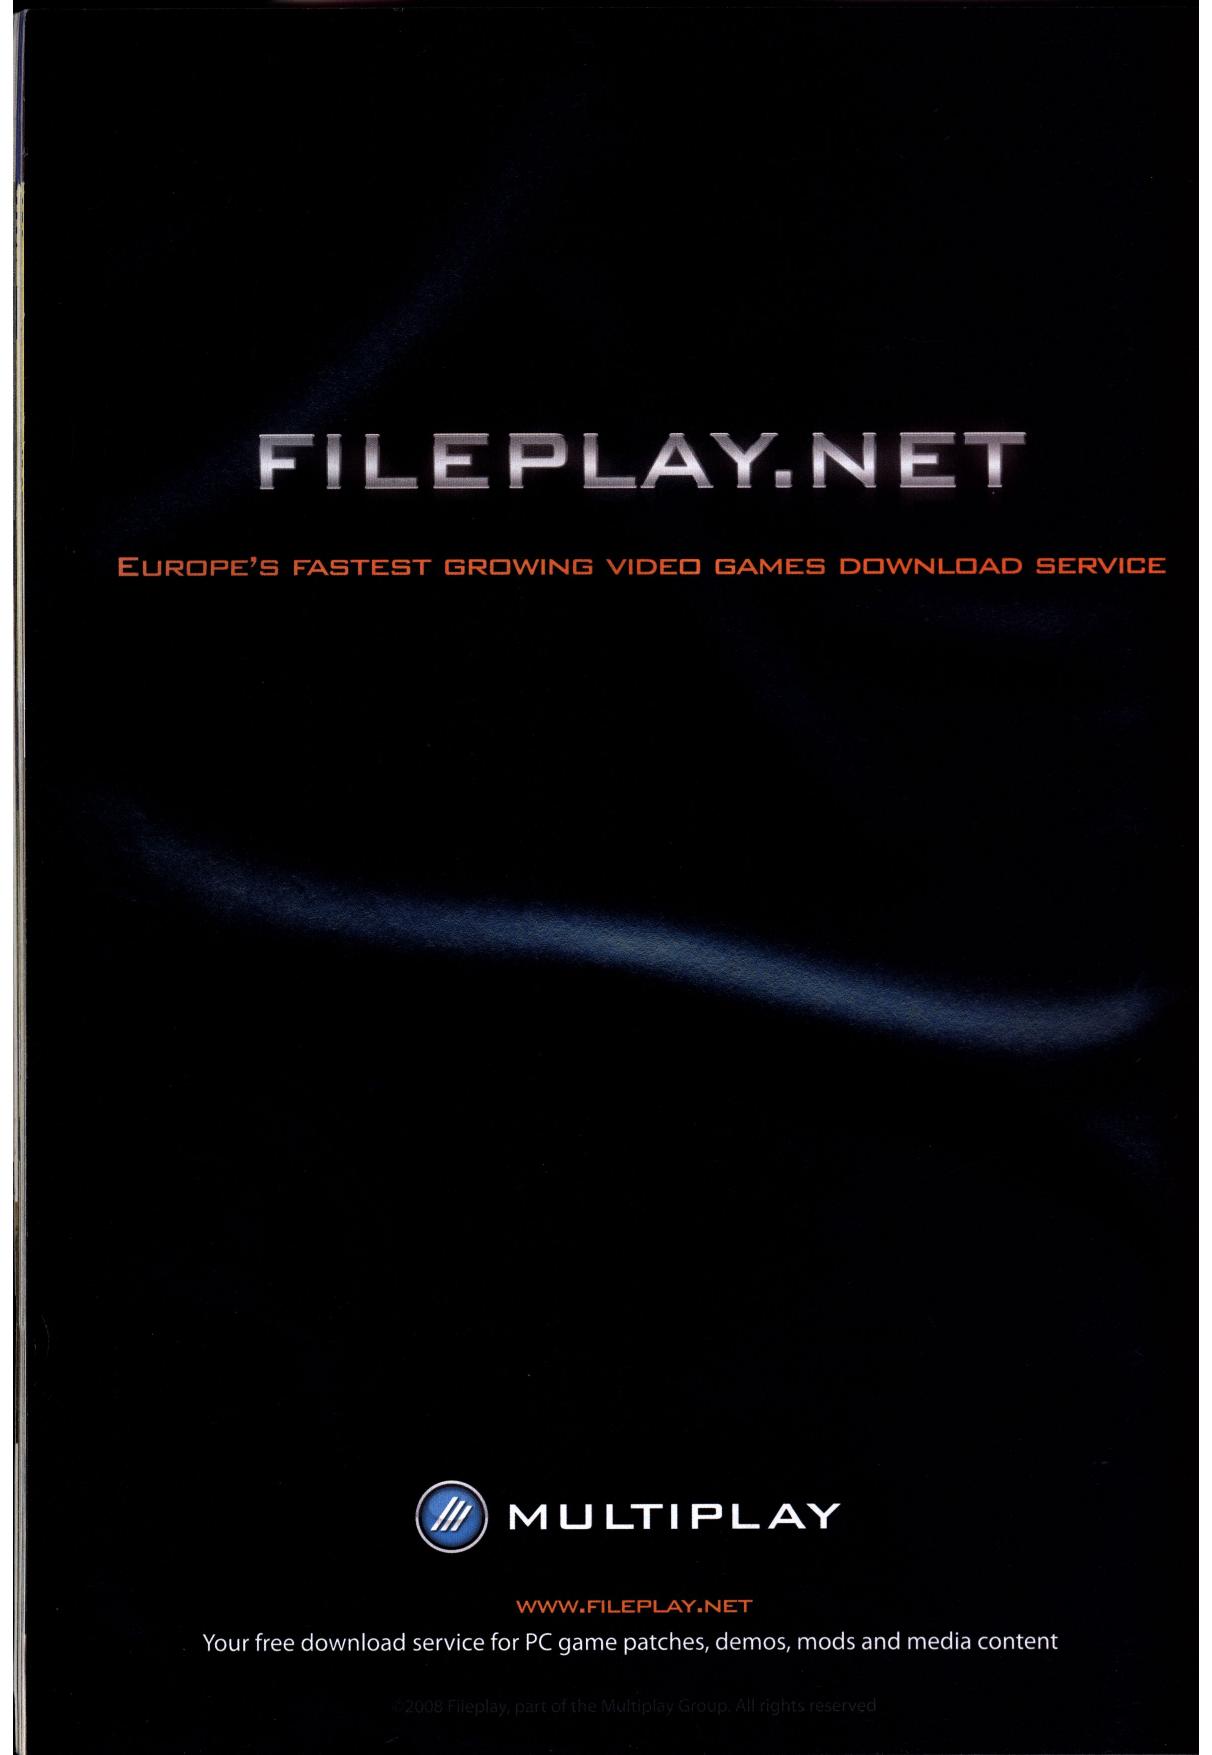 FILEPLAY.NET
EUROPE'S FASTEST GROWING VIDEO GAMES DOWNLOAD SERVICE
MULTIPLAY
WWW.FILEPLAY.NET
Your free download service for PC game patches, demos, mods and media content
©2008 Fileplay, part of the Multiplay Group. All rights reserved